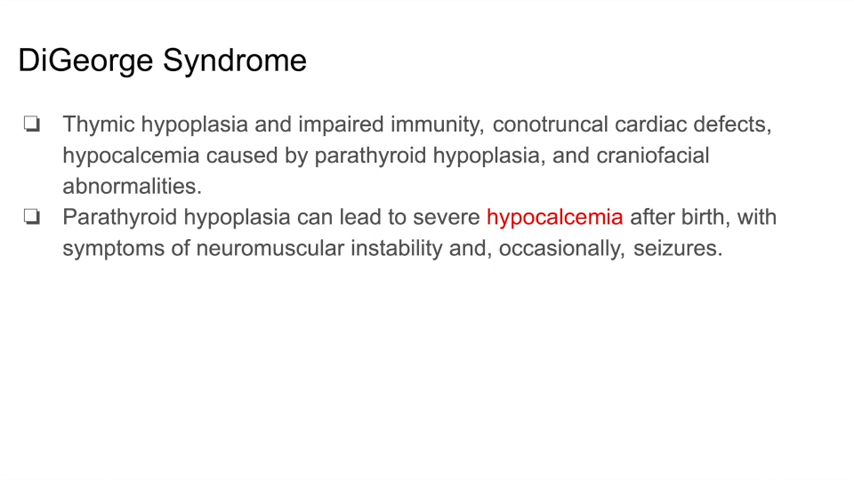 DiGeorge Syndrome
❏ Thymic hypoplasia and impaired immunity, conotruncal cardiac defects,
hypocalcemia caused by parathyroid hypoplasia, and craniofacial
abnormalities.
❏ Parathyroid hypoplasia can lead to severe hypocalcemia after birth, with
symptoms of neuromuscular instability and, occasionally, seizures.